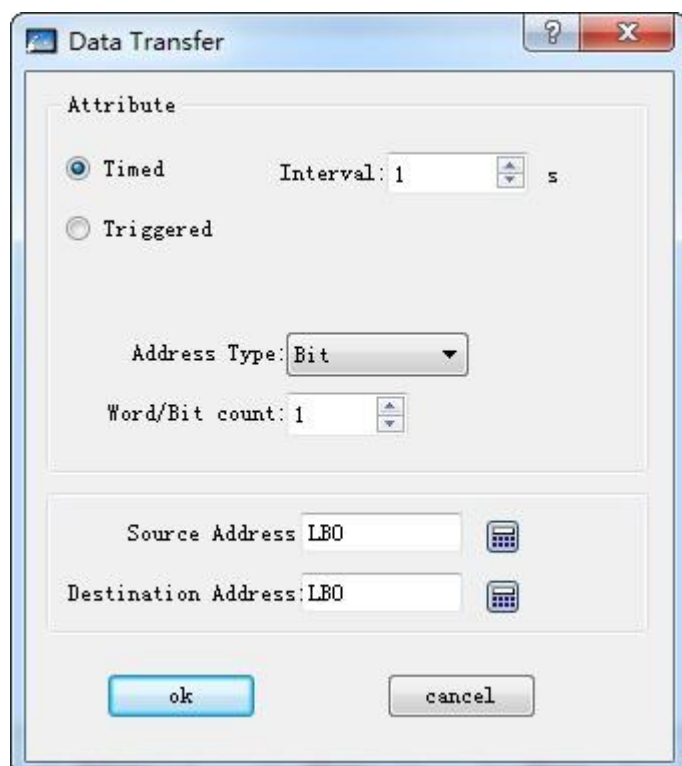 Data Transfer
?
Attribute
Timed Interval: 1 s
Triggered
Address Type: Bit
Word/Bit count: 1
Source Address LB0
Destination Address: LB0
ok cancel